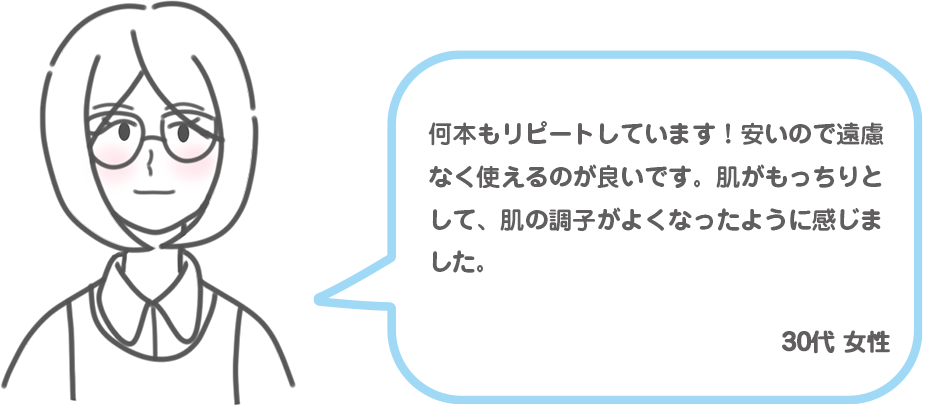 何本もリピートしています！安いので遠慮
なく使えるのが良いです。肌がもっちりと
して、肌の調子がよくなったように感じま
した。
30代 女性